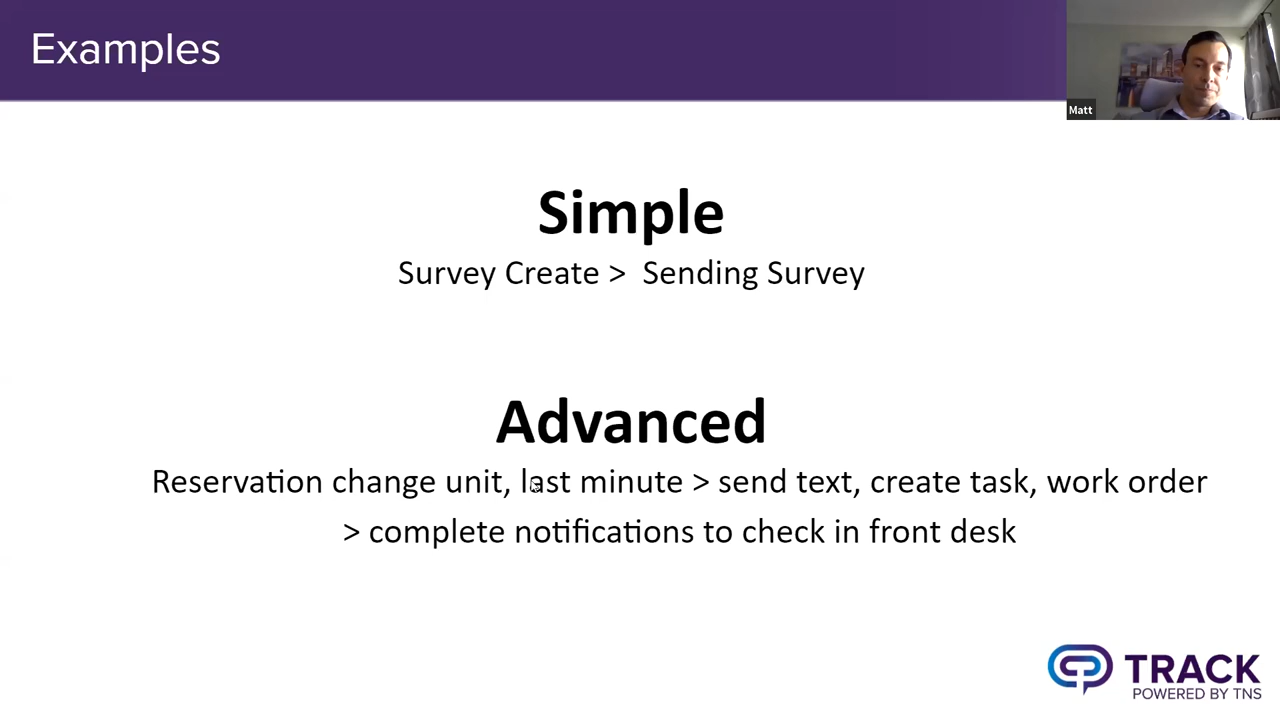 Examples
Matt
Simple
Survey Create > Sending Survey
Advanced
Reservation change unit, last minute > send text, create task, work order
> complete notifications to check in front desk
TRACK
POWERED BY TNS